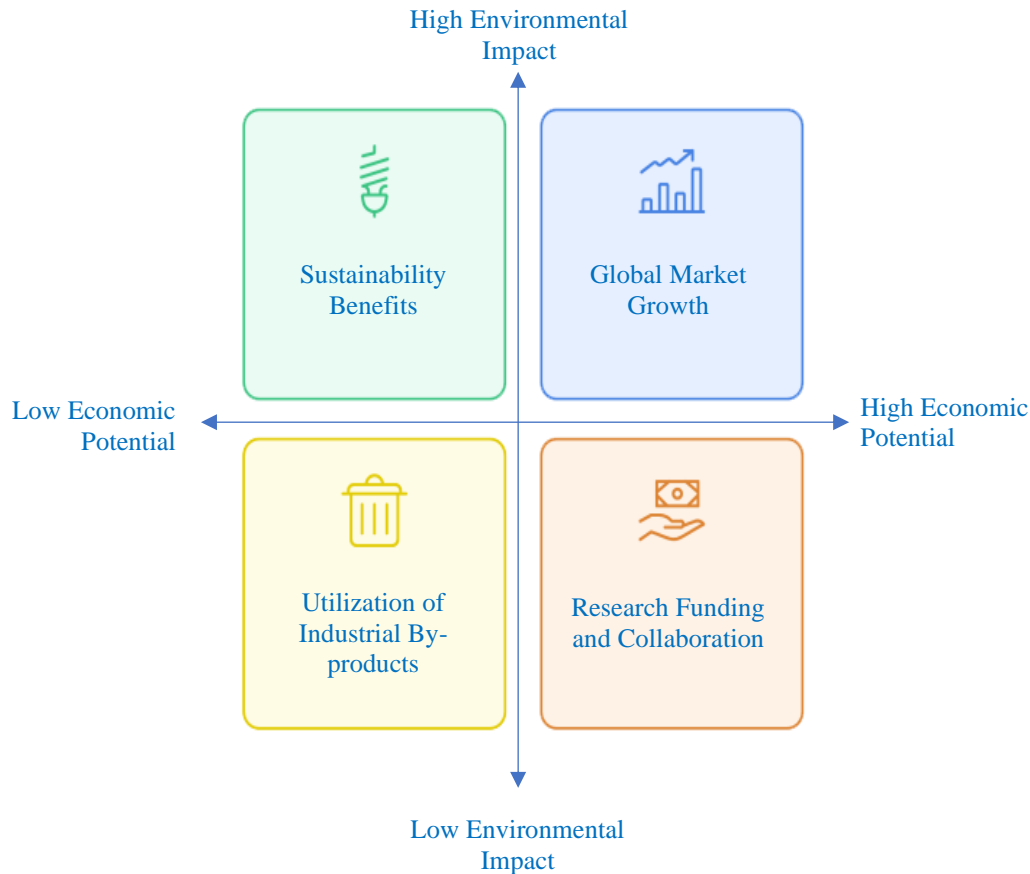 High Environmental
Impact
Sustainability
Benefits
Global Market
Growth
Low Economic
Potential
High Economic
Potential
Utilization of
Industrial By-
products
Research Funding
and Collaboration
Low Environmental
Impact